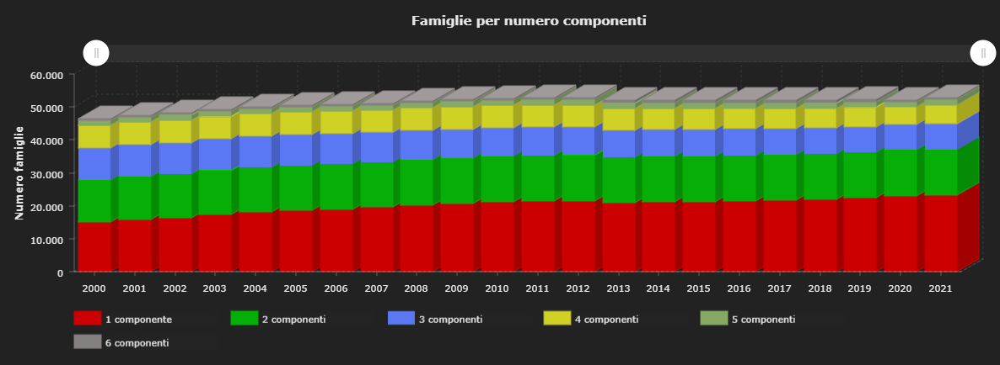 Famiglie per numero componenti
Numero famiglie
60.000
50.000
40.000
30.000
20.000
10.000
0
2000 2001 2002 2003 2004 2005 2006 2007 2008 2009 2010 2011 2012 2013 2014 2015 2016 2017 2018 2019 2020 2021
1 componente 2 componenti 3 componenti 4 componenti 5 componenti
6 componenti